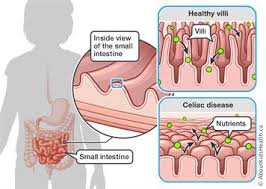 Inside view
of the small
intestine
Small intestine
Healthy villi
Villi
Celiac disease
Nutrients
© AboutKidsHealth.ca